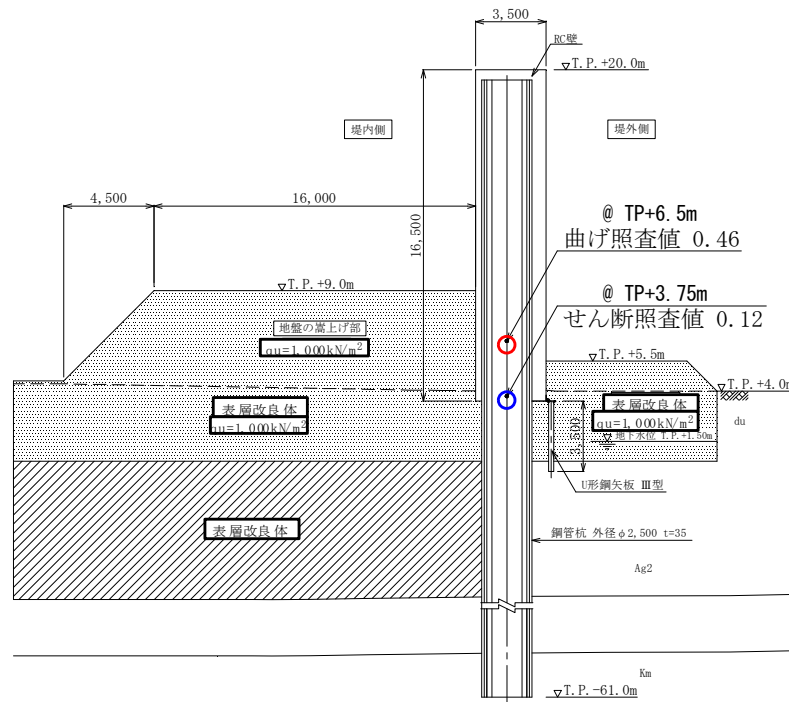 3,500
RC壁
T.P.+20.0m
堤内側
堤外側
4,500
16,000
16,500
@ TP+6.5m
曲げ照査値 0.46
T.P.+9.0m
@ TP+3.75m
せん断照査値 0.12
地盤の嵩上げ部
qu=1,000kN/m²
T.P.+5.5m
T.P.+4.0m
表層改良体
qu=1,000kN/m²
表層改良体
qu=1,000kN/m²
du
地下水位 T.P.+1.50m
3,500
U形鋼矢板 Ⅲ型
表層改良体
鋼管杭 外径φ2,500 t=35
Ag2
Km
T.P.-61.0m